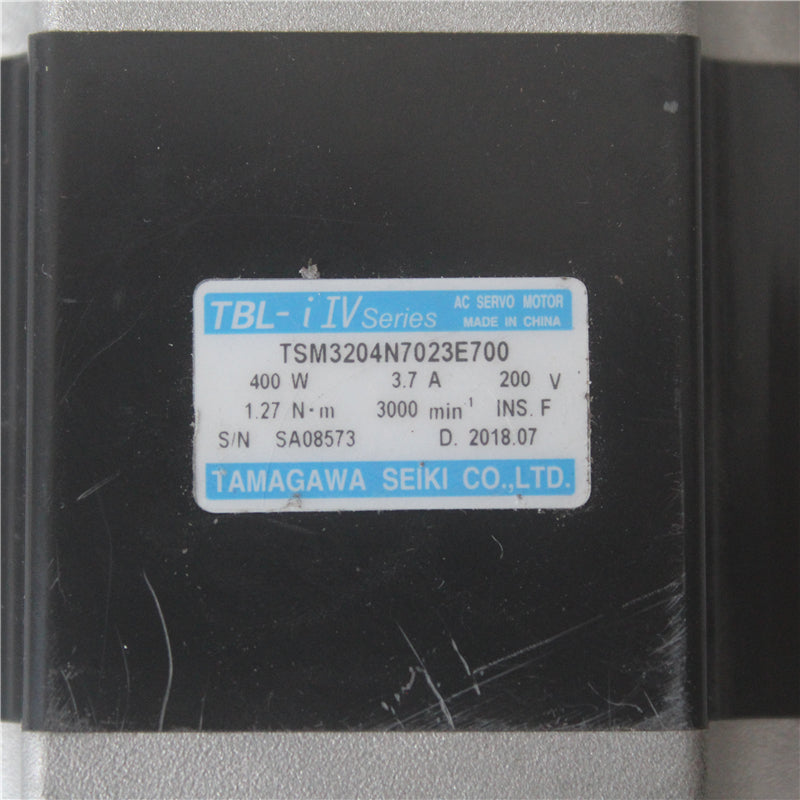 TBL-i IV Series AC SERVO MOTOR
MADE IN CHINA
TSM3204N7023E700
400 W 3.7 A 200 V
1.27 N·m 3000 min⁻¹ INS. F
S/N SA08573 D. 2018.07
TAMAGAWA SEIKI CO.,LTD.